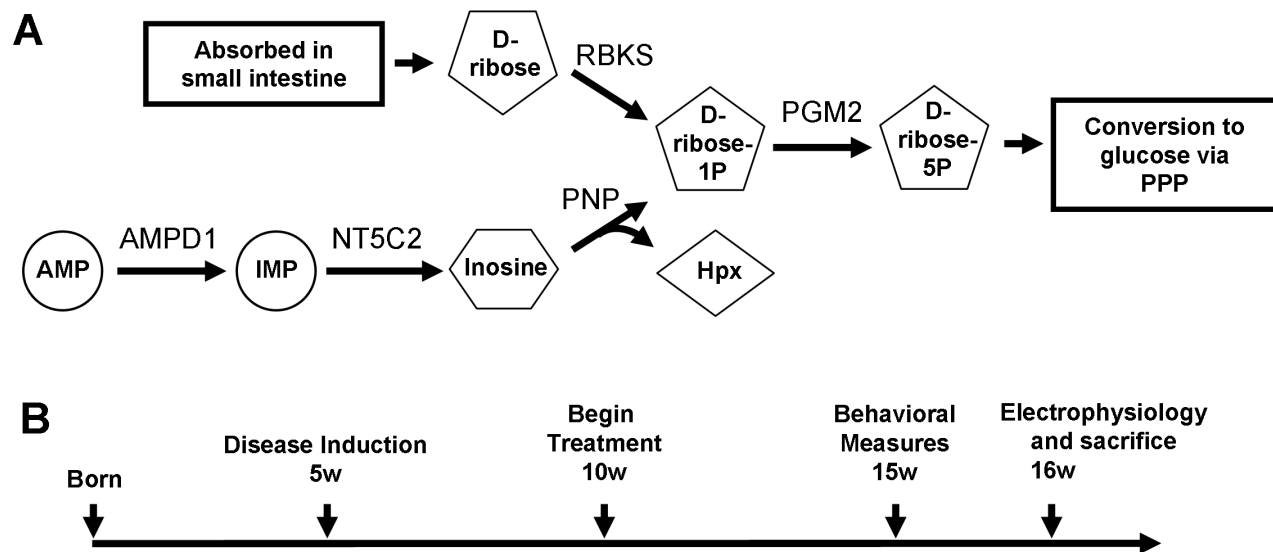 A
Absorbed in
small intestine
D-
ribose
RBKS
D-
ribose-
1P
PGM2
D-
ribose-
5P
Conversion to
glucose via
PPP
AMP
AMPD1
IMP
NT5C2
Inosine
PNP
Hpx
B
Born
Disease Induction
5w
Begin
Treatment
10w
Behavioral
Measures
15w
Electrophysiology
and sacrifice
16w